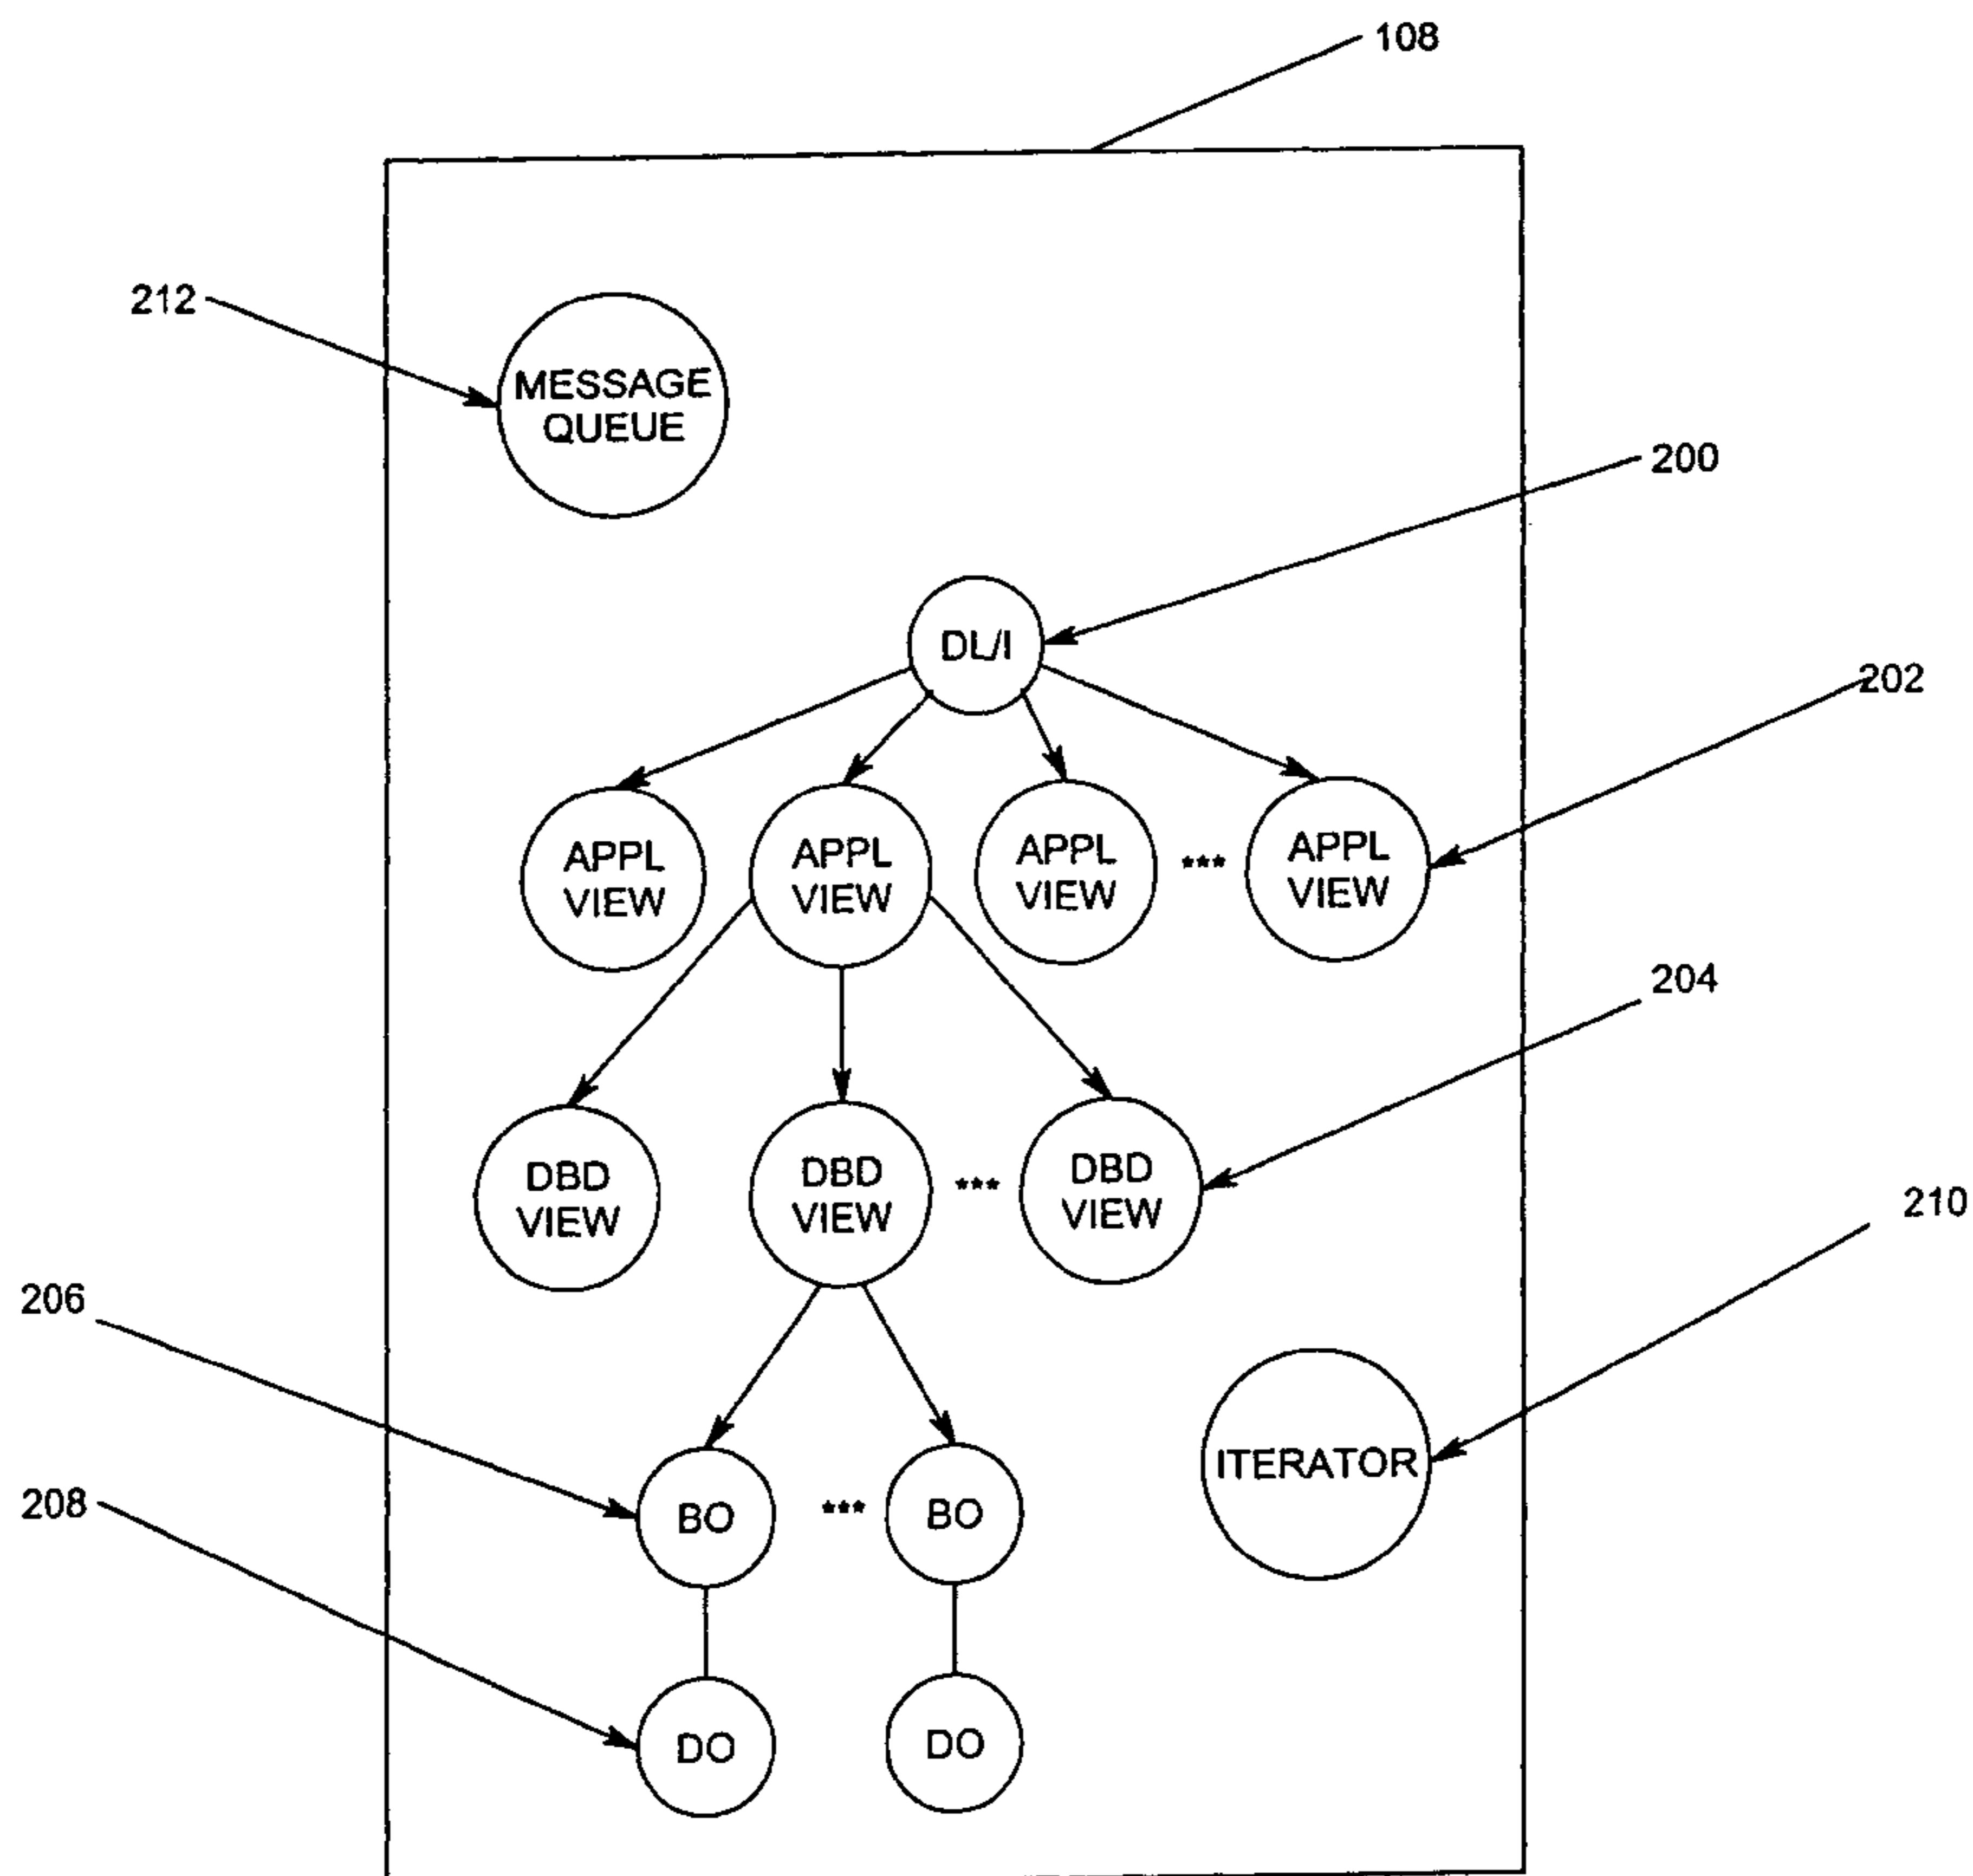 108
212
MESSAGE
QUEUE
200
DL/I
202
APPL
VIEW
APPL
VIEW
APPL
VIEW
***
APPL
VIEW
204
DBD
VIEW
DBD
VIEW
***
DBD
VIEW
210
206
ITERATOR
208
BO
***
BO
DO
DO